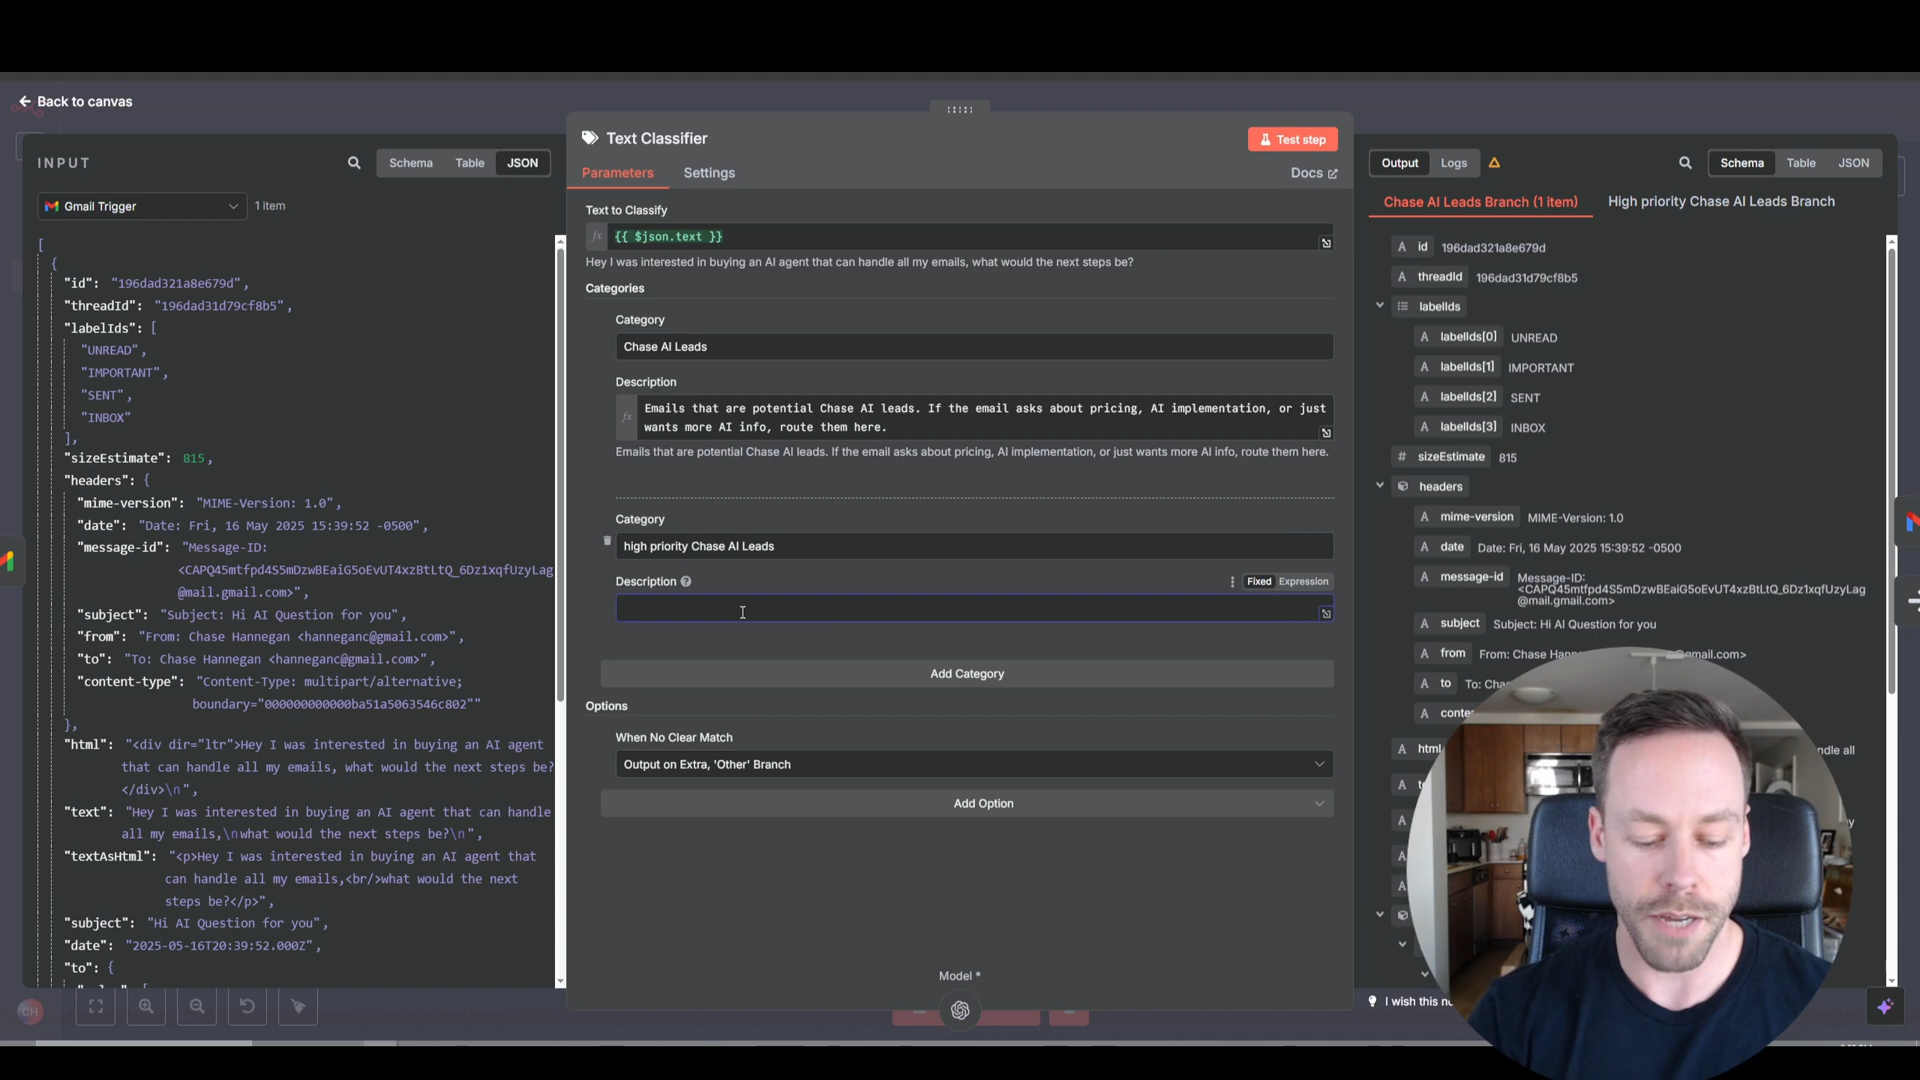 Back to canvas
INPUT
Schema
Table
JSON
Gmail Trigger
1 item
[
{
"id": "196dad321a8e679d",
"threadId": "196dad31d79cf8b5",
"labelIds": [
"UNREAD",
"IMPORTANT",
"SENT",
"INBOX"
],
"sizeEstimate": 815,
"headers": {
"mime-version": "MIME-Version: 1.0",
"date": "Date: Fri, 16 May 2025 15:39:52 -0500",
"message-id": "Message-ID:
<CAPQ45mtfpd4S5mDzwBEaiG5oEvUT4xzBtLtQ_6Dz1xqfUzyLag
@mail.gmail.com>",
"subject": "Subject: Hi AI Question for you",
"from": "From: Chase Hannegan <hanneganc@gmail.com>",
"to": "To: Chase Hannegan <hanneganc@gmail.com>",
"content-type": "Content-Type: multipart/alternative;
boundary="000000000000ba51a5063546c802""
},
"html": "<div dir="ltr">Hey I was interested in buying an AI agent
that can handle all my emails, what would the next steps be?
</div>\n",
"text": "Hey I was interested in buying an AI agent that can handle
all my emails,\nwhat would the next steps be?\n",
"textAsHtml": "<p>Hey I was interested in buying an AI agent that
can handle all my emails,<br/>what would the next
steps be?</p>",
"subject": "Hi AI Question for you",
"date": "2025-05-16T20:39:52.000Z",
"to": {
CH
Text Classifier
Test step
Parameters
Settings
Docs
Text to Classify
fx
{{ $json.text }}
Hey I was interested in buying an AI agent that can handle all my emails, what would the next steps be?
Categories
Category
Chase AI Leads
Description
fx
Emails that are potential Chase AI leads. If the email asks about pricing, AI implementation, or just
wants more AI info, route them here.
Emails that are potential Chase AI leads. If the email asks about pricing, AI implementation, or just wants more AI info, route them here.
Category
high priority Chase AI Leads
Description
Fixed
Expression
Add Category
Options
When No Clear Match
Output on Extra, 'Other' Branch
Add Option
Model *
Output
Logs
Schema
Table
JSON
Chase AI Leads Branch (1 item)
High priority Chase AI Leads Branch
A id 196dad321a8e679d
A threadId 196dad31d79cf8b5
labelIds
A labelIds[0] UNREAD
A labelIds[1] IMPORTANT
A labelIds[2] SENT
A labelIds[3] INBOX
# sizeEstimate 815
headers
A mime-version MIME-Version: 1.0
A date Date: Fri, 16 May 2025 15:39:52 -0500
A message-id Message-ID:
<CAPQ45mtfpd4S5mDzwBEaiG5oEvUT4xzBtLtQ_6Dz1xqfUzyLag
@mail.gmail.com>
A subject Subject: Hi AI Question for you
A from From: Chase
A to To:
A
A html
A
A
A
A
I wish this